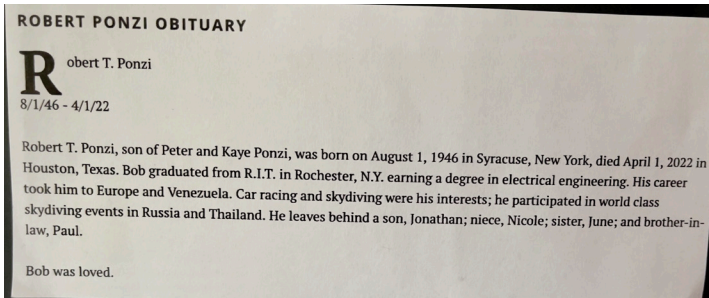 ROBERT PONZI OBITUARY
Robert T. Ponzi
8/1/46 - 4/1/22
Robert T. Ponzi, son of Peter and Kaye Ponzi, was born on August 1, 1946 in Syracuse, New York, died April 1, 2022 in
Houston, Texas. Bob graduated from R.I.T. in Rochester, N.Y. earning a degree in electrical engineering. His career
took him to Europe and Venezuela. Car racing and skydiving were his interests; he participated in world class
skydiving events in Russia and Thailand. He leaves behind a son, Jonathan; niece, Nicole; sister, June; and brother-in-
law, Paul.
Bob was loved.